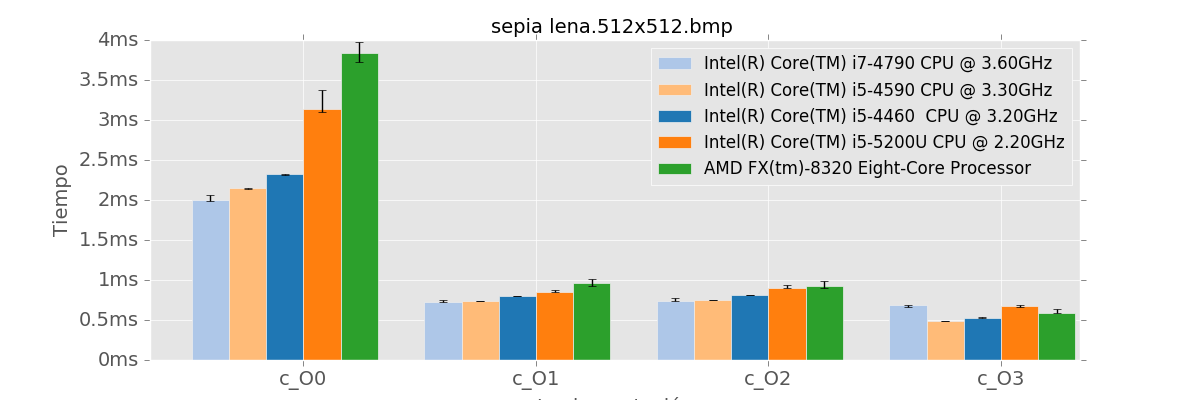 sepia lena.512x512.bmp
4ms
3.5ms
3ms
2.5ms
2ms
1.5ms
1ms
0.5ms
0ms
Tiempo
Intel(R) Core(TM) i7-4790 CPU @ 3.60GHz
Intel(R) Core(TM) i5-4590 CPU @ 3.30GHz
Intel(R) Core(TM) i5-4460  CPU @ 3.20GHz
Intel(R) Core(TM) i5-5200U CPU @ 2.20GHz
AMD FX(tm)-8320 Eight-Core Processor
c_O0
c_O1
c_O2
c_O3